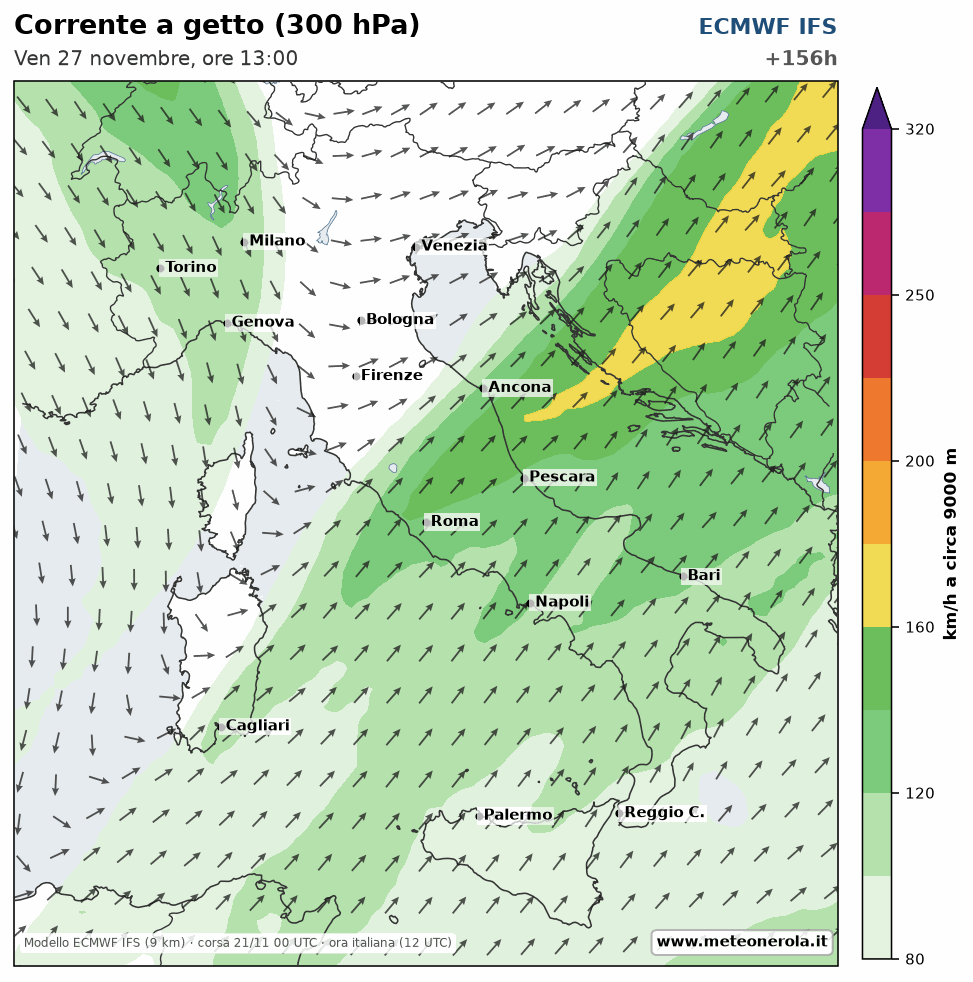 Corrente a getto (300 hPa)
ECMWF IFS
Ven 27 novembre, ore 13:00
+156h
320
Milano
Venezia
Torino
250
Genova
Bologna
Firenze
Ancona
200
Pescara
Roma
km/h a circa 9000 m
Bari
Napoli
160
Cagliari
120
Palermo
Reggio C.
Modello ECMWF IFS (9 km) · corsa 21/11 00 UTC · ora italiana (12 UTC)
www.meteonerola.it
80